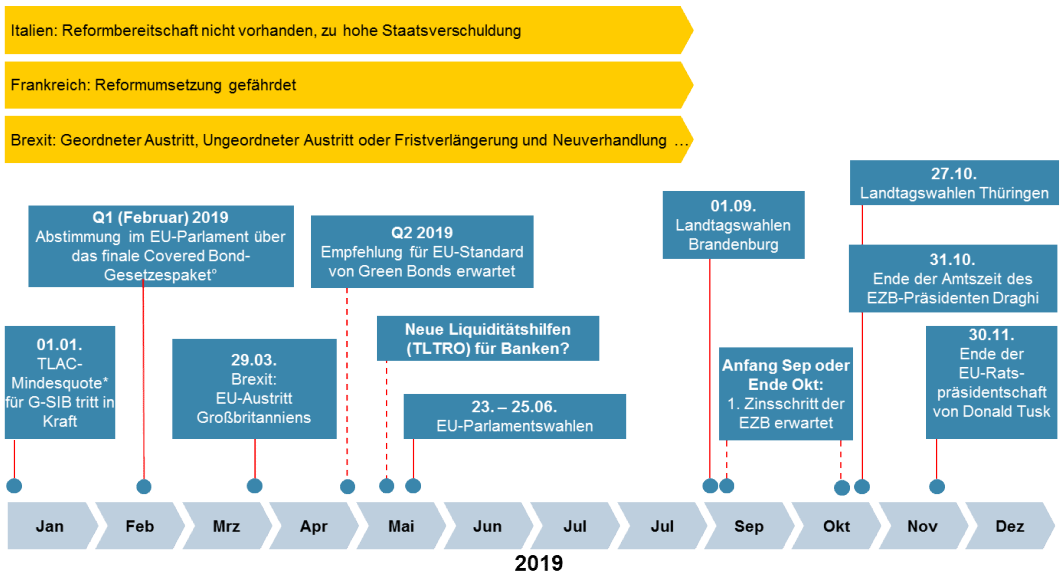 Italien: Reformbereitschaft nicht vorhanden, zu hohe Staatsverschuldung
Frankreich: Reformumsetzung gefährdet
Brexit: Geordneter Austritt, Ungeordneter Austritt oder Fristverlängerung und Neuverhandlung …
Q1 (Februar) 2019
Abstimmung im EU-Parlament über
das finale Covered Bond-
Gesetzespaket°
Q2 2019
Empfehlung für EU-Standard
von Green Bonds erwartet
01.09.
Landtagswahlen
Brandenburg
27.10.
Landtagswahlen Thüringen
31.10.
Ende der Amtszeit des
EZB-Präsidenten Draghi
01.01.
TLAC-
Mindesquote*
für G-SIB tritt in
Kraft
29.03.
Brexit:
EU-Austritt
Großbritanniens
Neue Liquiditätshilfen
(TLTRO) für Banken?
23. – 25.06.
EU-Parlamentswahlen
Anfang Sep oder
Ende Okt:
1. Zinsschritt der
EZB erwartet
30.11.
Ende der
EU-Rats-
präsidentschaft
von Donald Tusk
Jan
Feb
Mrz
Apr
Mai
Jun
Jul
Jul
Sep
Okt
Nov
Dez
2019